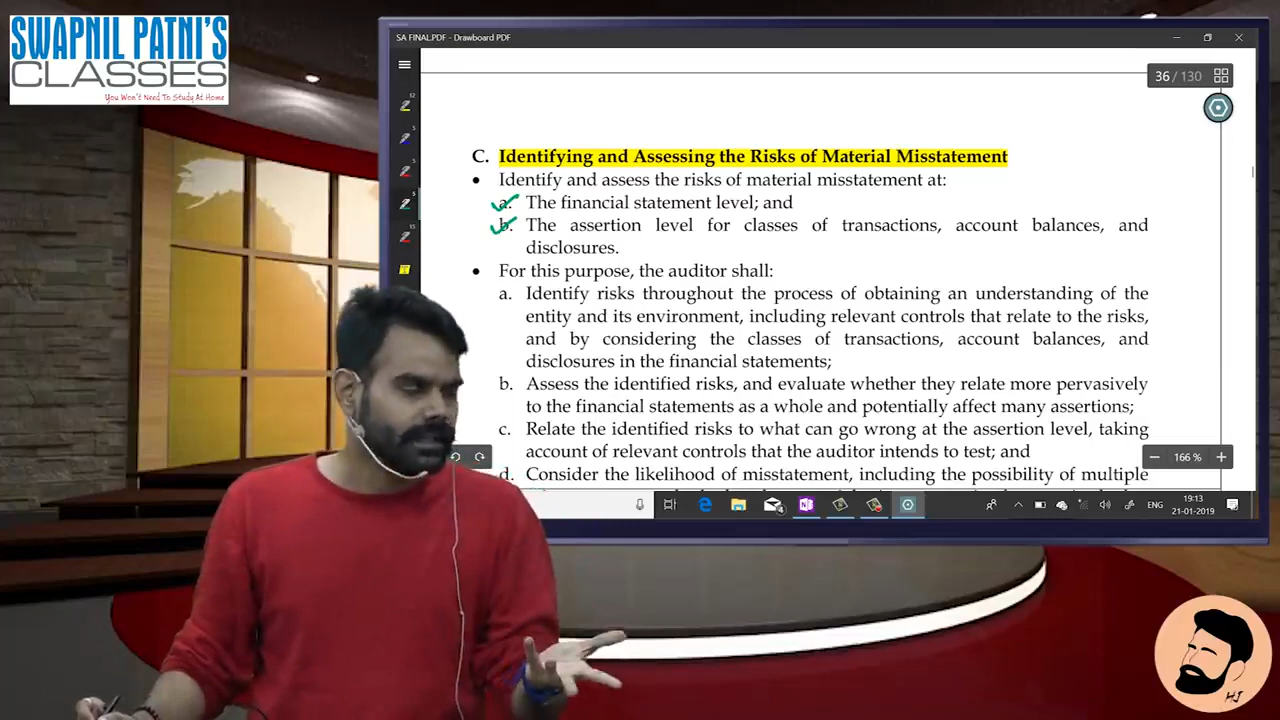 SWAPNIL PATNI'S
CLASSES
You Won't Need To Study At Home
SA FINAL.PDF - Drawboard PDF
36 / 130
C. Identifying and Assessing the Risks of Material Misstatement
• Identify and assess the risks of material misstatement at:
a. The financial statement level; and
b. The assertion level for classes of transactions, account balances, and
disclosures.
• For this purpose, the auditor shall:
a. Identify risks throughout the process of obtaining an understanding of the
entity and its environment, including relevant controls that relate to the risks,
and by considering the classes of transactions, account balances, and
disclosures in the financial statements;
b. Assess the identified risks, and evaluate whether they relate more pervasively
to the financial statements as a whole and potentially affect many assertions;
c. Relate the identified risks to what can go wrong at the assertion level, taking
account of relevant controls that the auditor intends to test; and
d. Consider the likelihood of misstatement, including the possibility of multiple
166 %
ENG
19:13
21-01-2019
HJ